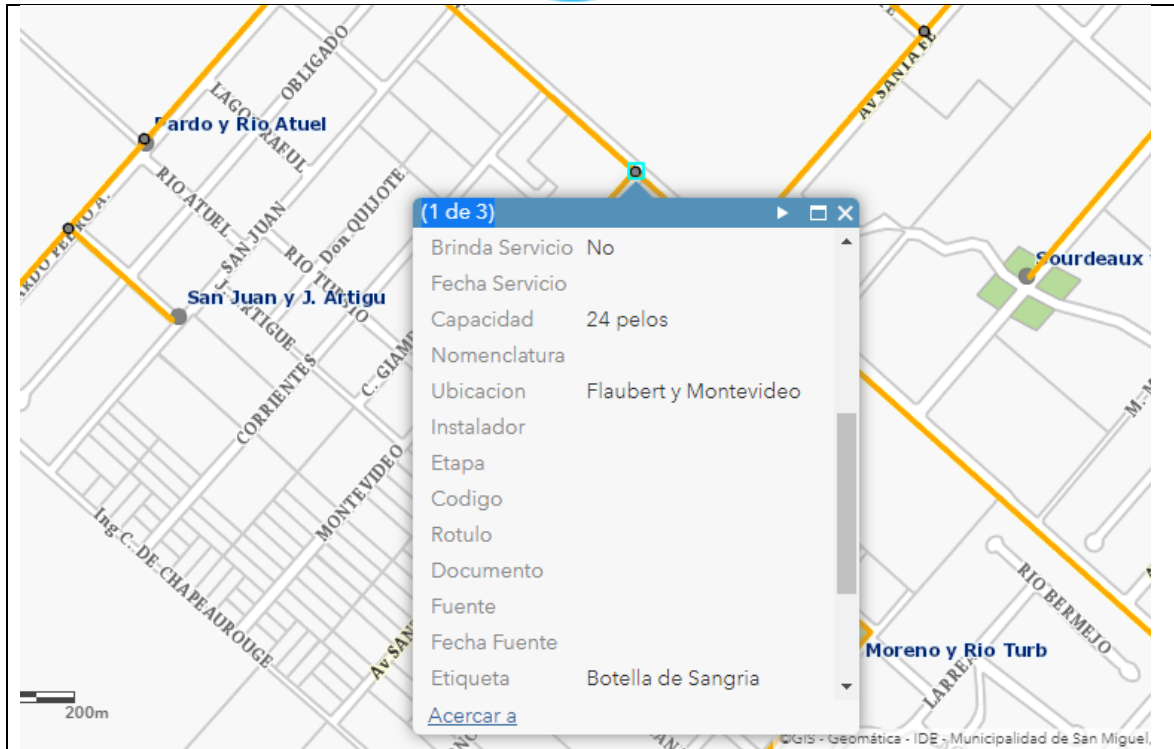 OBLIGADO
LAGO TRAFUL
Av SANTA FE
Pardo y Rio Atuel
RIO ATUEL
SAN JUAN
Don QUIJOTE
RIO TURBIO
San Juan y J. Artigu
CORRIENTES
MONTEVIDEO
Ing C. DE CHAPEAUROUGE
200m
(1 de 3)
Brinda Servicio No
Fecha Servicio
Capacidad 24 pelos
Nomenclatura
Ubicacion Flaubert y Montevideo
Instalador
Etapa
Codigo
Rotulo
Documento
Fuente
Fecha Fuente
Etiqueta Botella de Sangria
Acercar a
Sourdeaux
RIO BERMEJO
Moreno y Rio Turb
LARREA
©GIS - Geomática - IDE - Municipalidad de San Miguel,